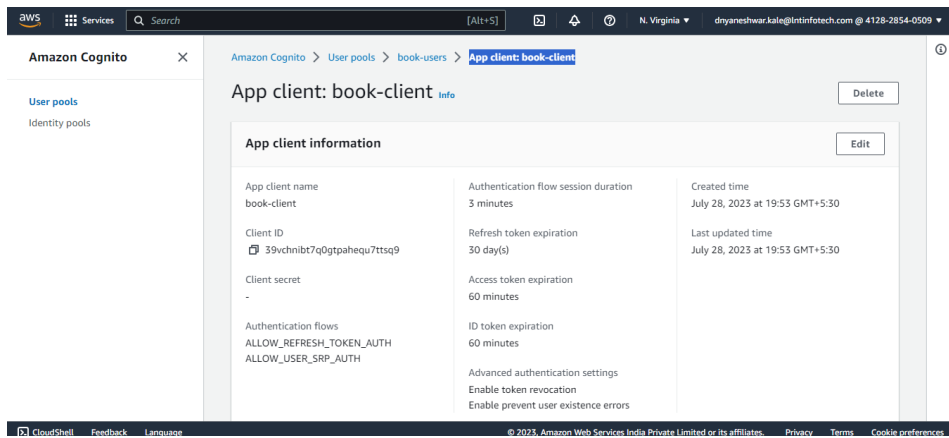 aws Services Search [Alt+S] N. Virginia dnyaneshwar.kale@lntinfotech.com @ 4128-2854-0509
Amazon Cognito
User pools
Identity pools
Amazon Cognito > User pools > book-users > App client: book-client
App client: book-client Info
Delete
App client information
Edit
App client name
book-client
Client ID
39vchnibt7q0gtpahequ7ttsq9
Client secret
-
Authentication flows
ALLOW_REFRESH_TOKEN_AUTH
ALLOW_USER_SRP_AUTH
Authentication flow session duration
3 minutes
Refresh token expiration
30 day(s)
Access token expiration
60 minutes
ID token expiration
60 minutes
Advanced authentication settings
Enable token revocation
Enable prevent user existence errors
Created time
July 28, 2023 at 19:53 GMT+5:30
Last updated time
July 28, 2023 at 19:53 GMT+5:30
CloudShell Feedback Language © 2023, Amazon Web Services India Private Limited or its affiliates. Privacy Terms Cookie preferences